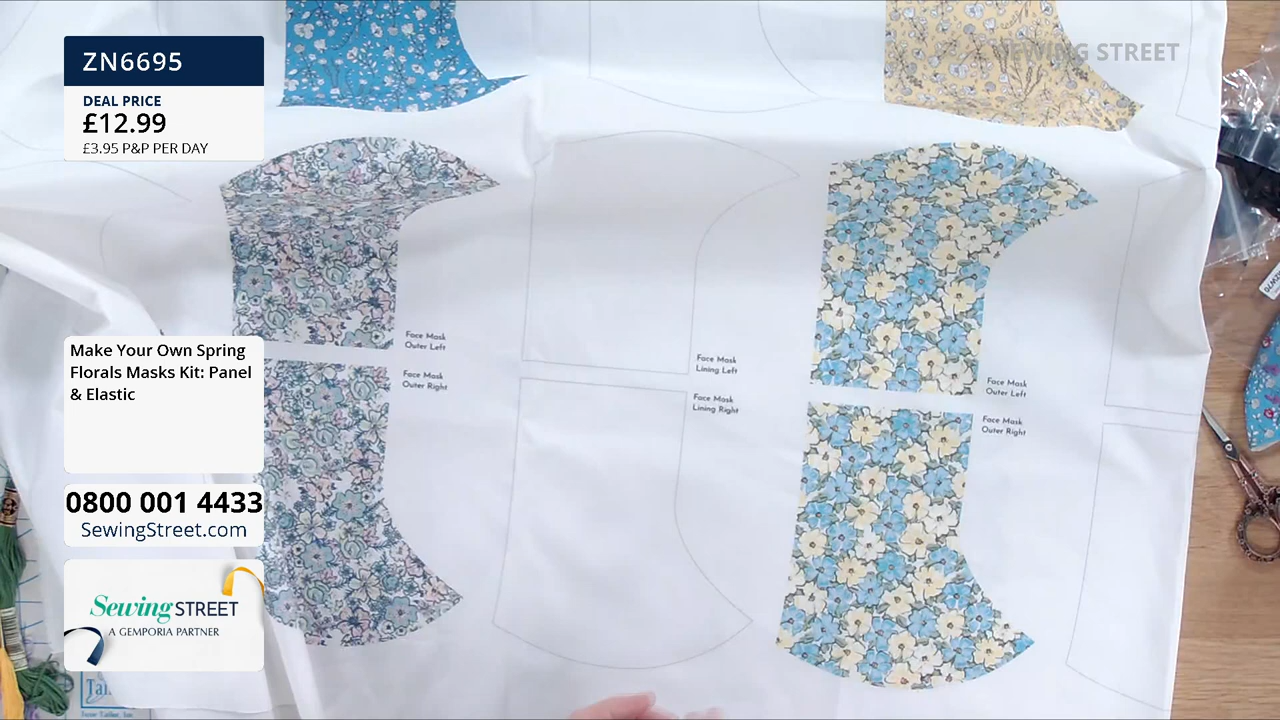 ZN6695
DEAL PRICE
£12.99
£3.95 P&P PER DAY
SEWING STREET
Make Your Own Spring
Florals Masks Kit: Panel
& Elastic
0800 001 4433
SewingStreet.com
Sewing STREET
A GEMPORIA PARTNER
Face Mask
Outer Left
Face Mask
Outer Right
Face Mask
Lining Left
Face Mask
Lining Right
Face Mask
Outer Left
Face Mask
Outer Right